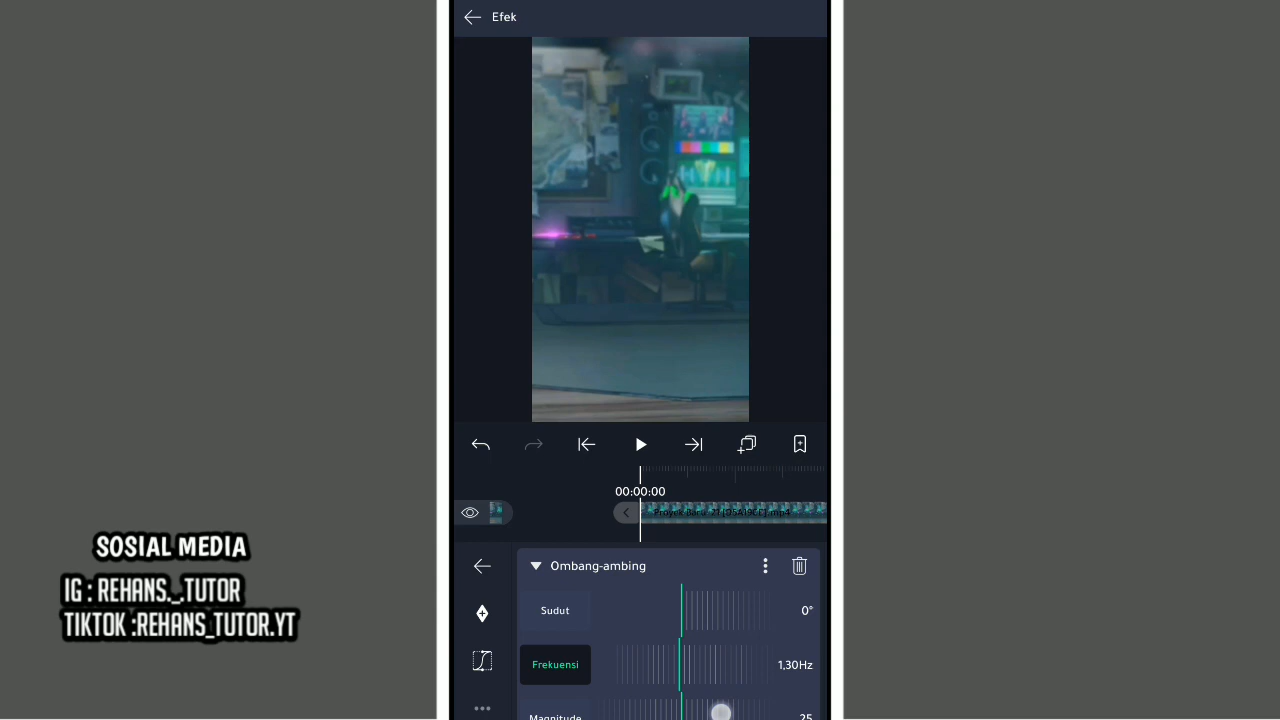 Efek
00:00:00
Ombang-ambing
Sudut
0°
Frekuensi
1,30Hz
Magnitude
25
SOSIAL MEDIA
IG : REHANS._.TUTOR
TIKTOK :REHANS_TUTOR.YT